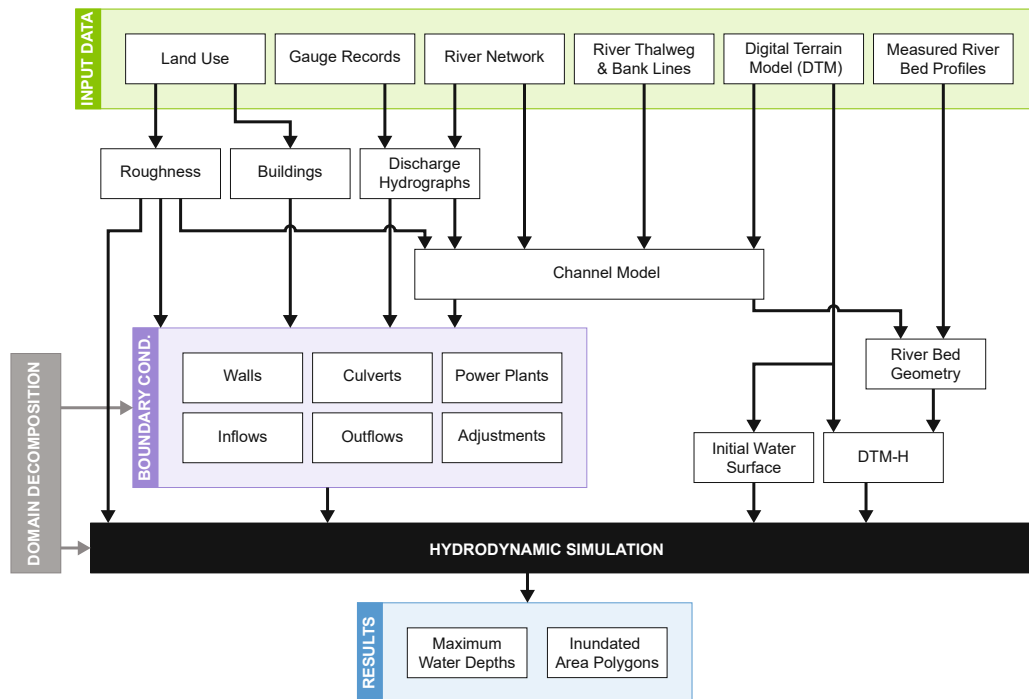 INPUT DATA
Land Use
Gauge Records
River Network
River Thalweg
& Bank Lines
Digital Terrain
Model (DTM)
Measured River
Bed Profiles
Roughness
Buildings
Discharge
Hydrographs
Channel Model
BOUNDARY COND.
Walls
Culverts
Power Plants
Inflows
Outflows
Adjustments
River Bed
Geometry
Initial Water
Surface
DTM-H
DOMAIN DECOMPOSITION
HYDRODYNAMIC SIMULATION
RESULTS
Maximum
Water Depths
Inundated
Area Polygons